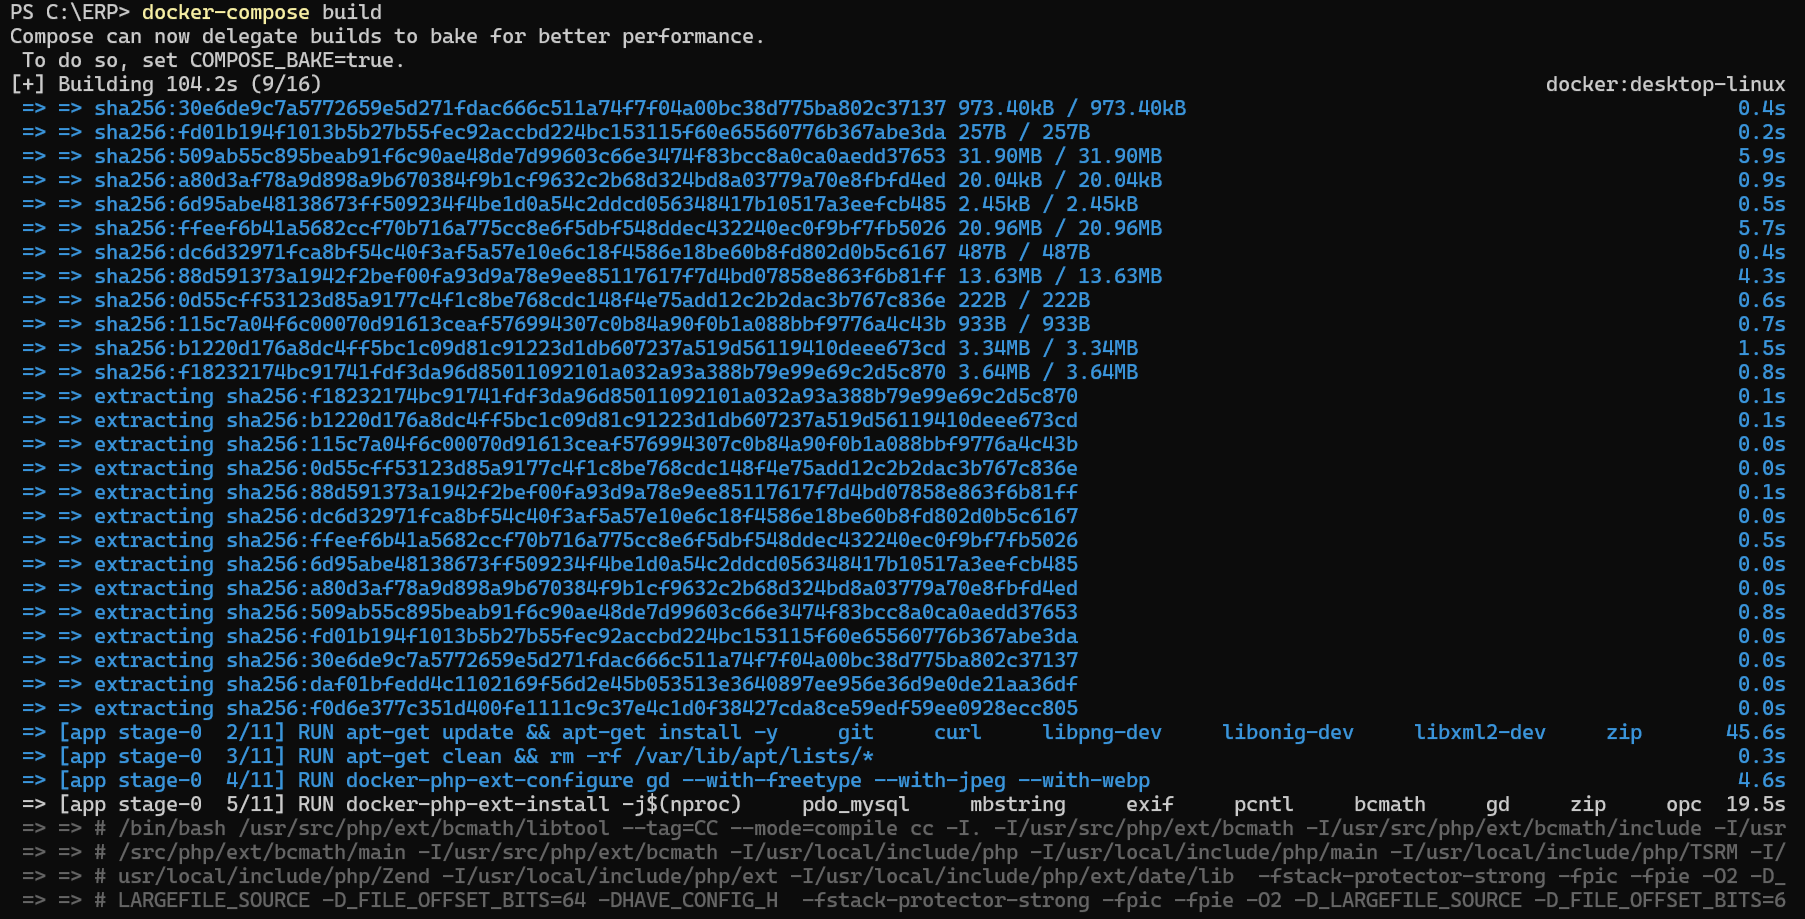 PS C:\ERP> docker-compose build
Compose can now delegate builds to bake for better performance.
 To do so, set COMPOSE_BAKE=true.
[+] Building 104.2s (9/16) docker:desktop-linux
 => => sha256:30e6de9c7a5772659e5d271fdac666c511a74f7f04a00bc38d775ba802c37137 973.40kB / 973.40kB 0.4s
 => => sha256:fd01b194f1013b5b27b55fec92accbd224bc153115f60e65560776b367abe3da 257B / 257B 0.2s
 => => sha256:509ab55c895beab91f6c90ae48de7d99603c66e3474f83bcc8a0ca0aedd37653 31.90MB / 31.90MB 5.9s
 => => sha256:a80d3af78a9d898a9b670384f9b1cf9632c2b68d324bd8a03779a70e8fbfd4ed 20.04kB / 20.04kB 0.9s
 => => sha256:6d95abe48138673ff509234f4be1d0a54c2ddcd056348417b10517a3eefcb485 2.45kB / 2.45kB 0.5s
 => => sha256:ffeef6b41a5682ccf70b716a775cc8e6f5dbf548ddec432240ec0f9bf7fb5026 20.96MB / 20.96MB 5.7s
 => => sha256:dc6d32971fca8bf54c40f3af5a57e10e6c18f4586e18be60b8fd802d0b5c6167 487B / 487B 0.4s
 => => sha256:88d591373a1942f2bef00fa93d9a78e9ee85117617f7d4bd07858e863f6b81ff 13.63MB / 13.63MB 4.3s
 => => sha256:0d55cff53123d85a9177c4f1c8be768cdc148f4e75add12c2b2dac3b767c836e 222B / 222B 0.6s
 => => sha256:115c7a04f6c00070d91613ceaf576994307c0b84a90f0b1a088bbf9776a4c43b 933B / 933B 0.7s
 => => sha256:b1220d176a8dc4ff5bc1c09d81c91223d1db607237a519d56119410deee673cd 3.34MB / 3.34MB 1.5s
 => => sha256:f18232174bc91741fdf3da96d85011092101a032a93a388b79e99e69c2d5c870 3.64MB / 3.64MB 0.8s
 => => extracting sha256:f18232174bc91741fdf3da96d85011092101a032a93a388b79e99e69c2d5c870 0.1s
 => => extracting sha256:b1220d176a8dc4ff5bc1c09d81c91223d1db607237a519d56119410deee673cd 0.1s
 => => extracting sha256:115c7a04f6c00070d91613ceaf576994307c0b84a90f0b1a088bbf9776a4c43b 0.0s
 => => extracting sha256:0d55cff53123d85a9177c4f1c8be768cdc148f4e75add12c2b2dac3b767c836e 0.0s
 => => extracting sha256:88d591373a1942f2bef00fa93d9a78e9ee85117617f7d4bd07858e863f6b81ff 0.1s
 => => extracting sha256:dc6d32971fca8bf54c40f3af5a57e10e6c18f4586e18be60b8fd802d0b5c6167 0.0s
 => => extracting sha256:ffeef6b41a5682ccf70b716a775cc8e6f5dbf548ddec432240ec0f9bf7fb5026 0.5s
 => => extracting sha256:6d95abe48138673ff509234f4be1d0a54c2ddcd056348417b10517a3eefcb485 0.0s
 => => extracting sha256:a80d3af78a9d898a9b670384f9b1cf9632c2b68d324bd8a03779a70e8fbfd4ed 0.0s
 => => extracting sha256:509ab55c895beab91f6c90ae48de7d99603c66e3474f83bcc8a0ca0aedd37653 0.8s
 => => extracting sha256:fd01b194f1013b5b27b55fec92accbd224bc153115f60e65560776b367abe3da 0.0s
 => => extracting sha256:30e6de9c7a5772659e5d271fdac666c511a74f7f04a00bc38d775ba802c37137 0.0s
 => => extracting sha256:daf01bfedd4c1102169f56d2e45b053513e3640897ee956e36d9e0de21aa36df 0.0s
 => => extracting sha256:f0d6e377c351d400fe1111c9c37e4c1d0f38427cda8ce59edf59ee0928ecc805 0.0s
 => [app stage-0  2/11] RUN apt-get update && apt-get install -y     git     curl     libpng-dev     libonig-dev     libxml2-dev     zip 45.6s
 => [app stage-0  3/11] RUN apt-get clean && rm -rf /var/lib/apt/lists/* 0.3s
 => [app stage-0  4/11] RUN docker-php-ext-configure gd --with-freetype --with-jpeg --with-webp 4.6s
 => [app stage-0  5/11] RUN docker-php-ext-install -j$(nproc)     pdo_mysql     mbstring     exif     pcntl     bcmath     gd     zip     opc 19.5s
 => => # /bin/bash /usr/src/php/ext/bcmath/libtool --tag=CC --mode=compile cc -I. -I/usr/src/php/ext/bcmath -I/usr/src/php/ext/bcmath/include -I/usr
 => => # /src/php/ext/bcmath/main -I/usr/src/php/ext/bcmath -I/usr/local/include/php -I/usr/local/include/php/main -I/usr/local/include/php/TSRM -I/
 => => # usr/local/include/php/Zend -I/usr/local/include/php/ext -I/usr/local/include/php/ext/date/lib  -fstack-protector-strong -fpic -fpie -O2 -D_
 => => # LARGEFILE_SOURCE -D_FILE_OFFSET_BITS=64 -DHAVE_CONFIG_H  -fstack-protector-strong -fpic -fpie -O2 -D_LARGEFILE_SOURCE -D_FILE_OFFSET_BITS=6